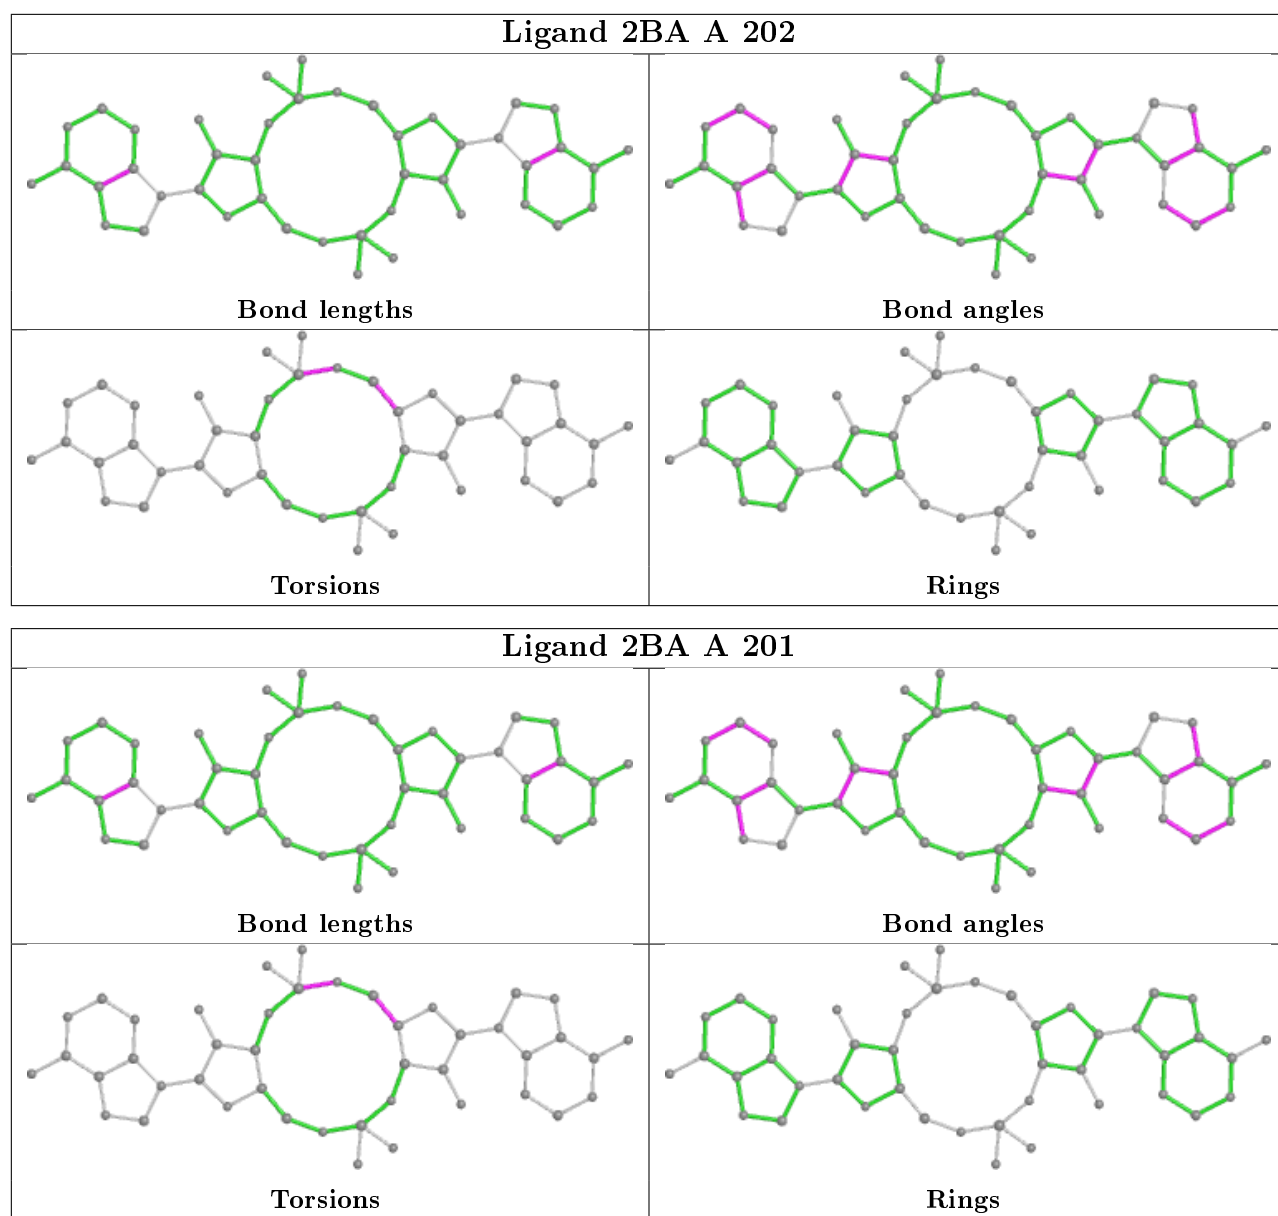 Ligand 2BA A 202
Bond lengths
Bond angles
Torsions
Rings
Ligand 2BA A 201
Bond lengths
Bond angles
Torsions
Rings